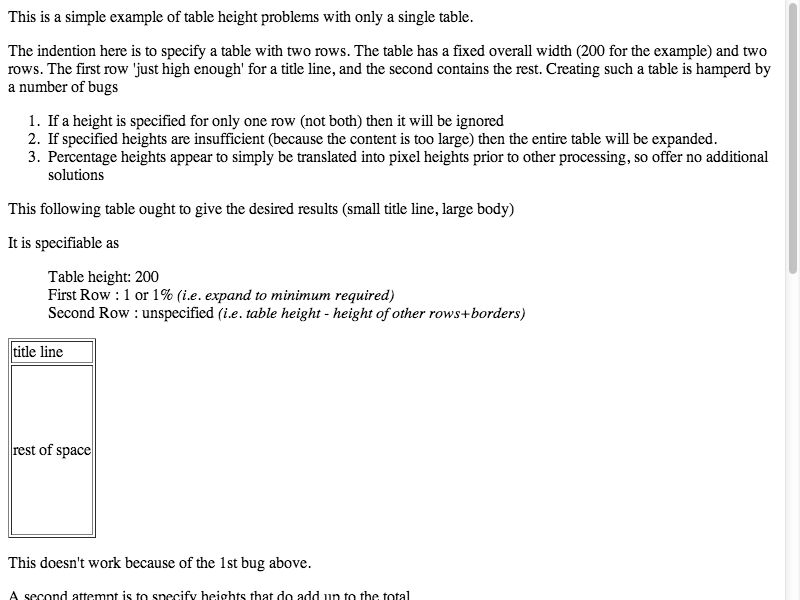 This is a simple example of table height problems with only a single table.
The indention here is to specify a table with two rows. The table has a fixed overall width (200 for the example) and two
rows. The first row 'just high enough' for a title line, and the second contains the rest. Creating such a table is hamperd by
a number of bugs
1. If a height is specified for only one row (not both) then it will be ignored
2. If specified heights are insufficient (because the content is too large) then the entire table will be expanded.
3. Percentage heights appear to simply be translated into pixel heights prior to other processing, so offer no additional
solutions
This following table ought to give the desired results (small title line, large body)
It is specifiable as
Table height: 200
First Row : 1 or 1% (i.e. expand to minimum required)
Second Row : unspecified (i.e. table height - height of other rows+borders)
title line
rest of space
This doesn't work because of the 1st bug above.
A second attempt is to specify heights that do add up to the total